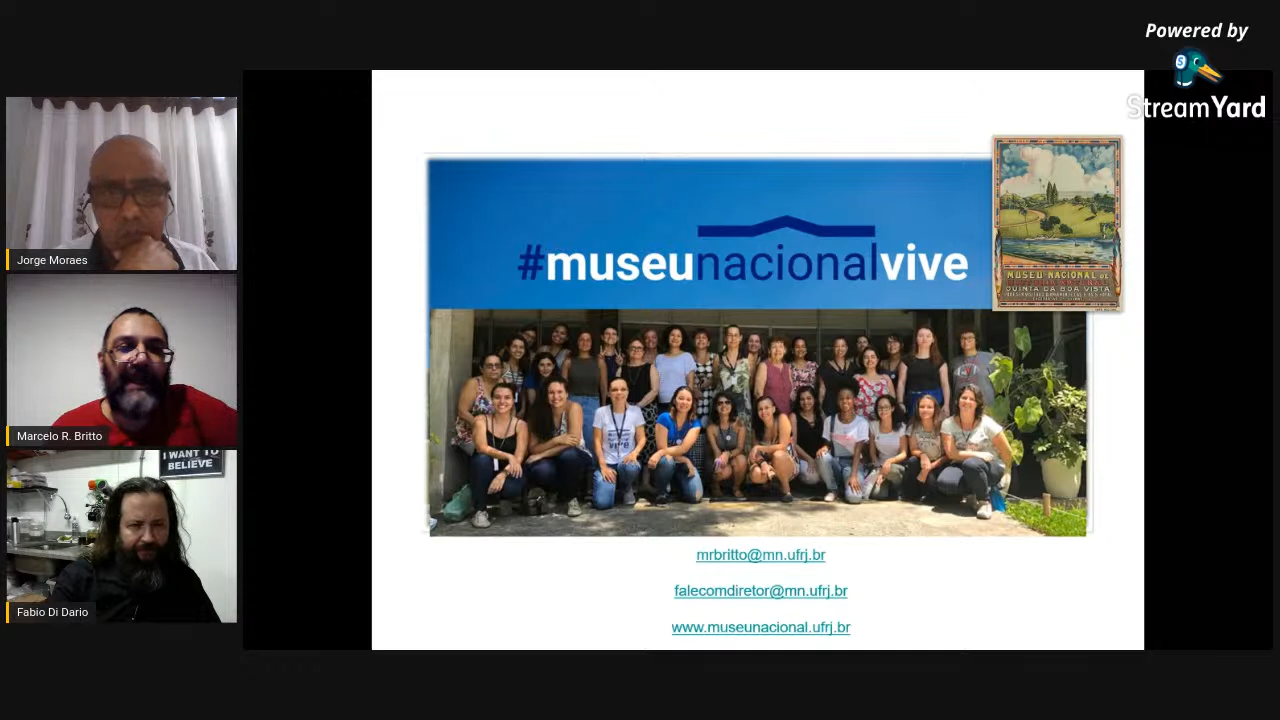 Powered by
StreamYard
Jorge Moraes
Marcelo R. Britto
I WANT TO
BELIEVE
Fabio Di Dario
#museunacionalvive
MUSEU NACIONAL DE
QUINTA DA BOA VISTA
mrbritto@mn.ufrj.br
falecomdiretor@mn.ufrj.br
www.museunacional.ufrj.br